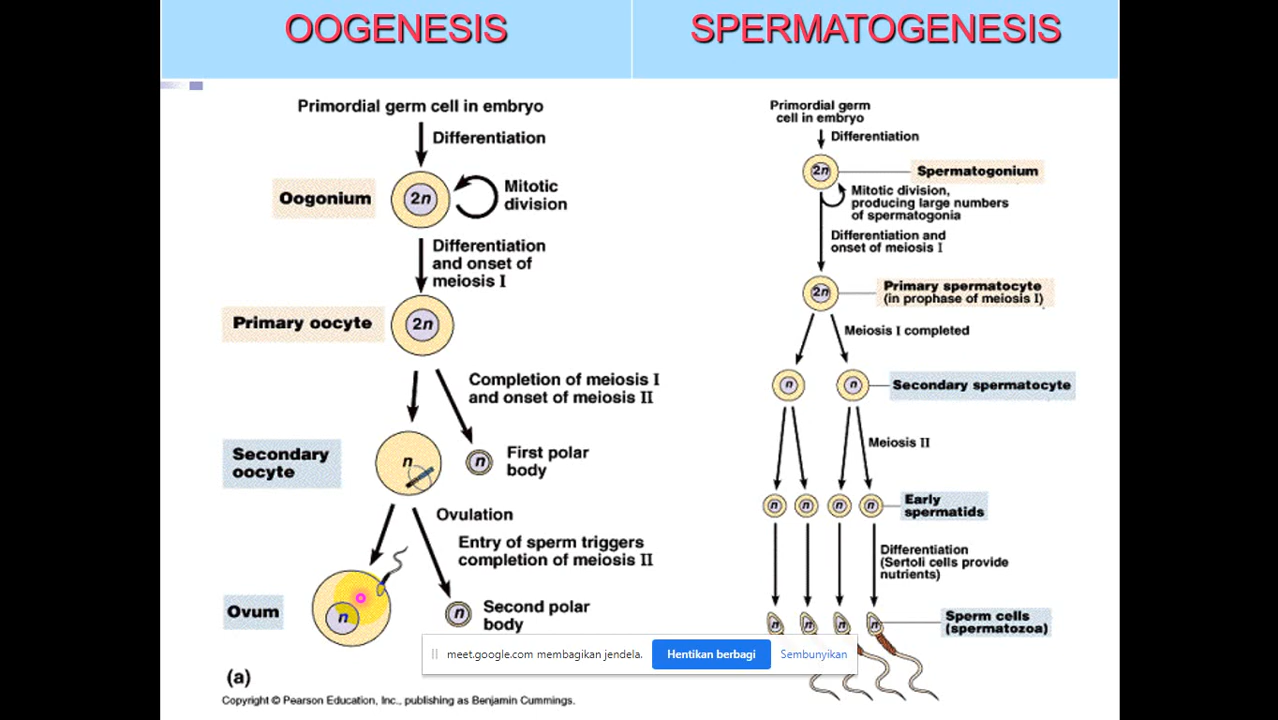 OOGENESIS
SPERMATOGENESIS
Primordial germ cell in embryo
Differentiation
Oogonium
2n
Mitotic
division
Differentiation
and onset of
meiosis I
Primary oocyte
2n
Completion of meiosis I
and onset of meiosis II
Secondary
oocyte
n
n
First polar
body
Ovulation
Entry of sperm triggers
completion of meiosis II
Ovum
n
n
Second polar
body
(a)
Copyright © Pearson Education, Inc., publishing as Benjamin Cummings.
Primordial germ
cell in embryo
Differentiation
2n
Spermatogonium
Mitotic division,
producing large numbers
of spermatogonia
Differentiation and
onset of meiosis I
2n
Primary spermatocyte
(in prophase of meiosis I)
Meiosis I completed
n
n
Secondary spermatocyte
Meiosis II
n
n
n
n
Early
spermatids
Differentiation
(Sertoli cells provide
nutrients)
n
n
n
n
Sperm cells
(spermatozoa)
meet.google.com membagikan jendela.
Hentikan berbagi
Sembunyikan